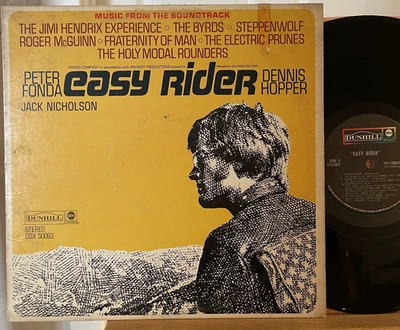 MUSIC FROM THE SOUNDTRACK
THE JIMI HENDRIX EXPERIENCE • THE BYRDS • STEPPENWOLF
ROGER McGUINN • FRATERNITY OF MAN • THE ELECTRIC PRUNES
THE HOLY MODAL ROUNDERS
PETER FONDA
easy Rider
DENNIS HOPPER
JACK NICHOLSON
DUNHILL
abc
STEREO
DSX 50063
DUNHILL
"EASY RIDER"